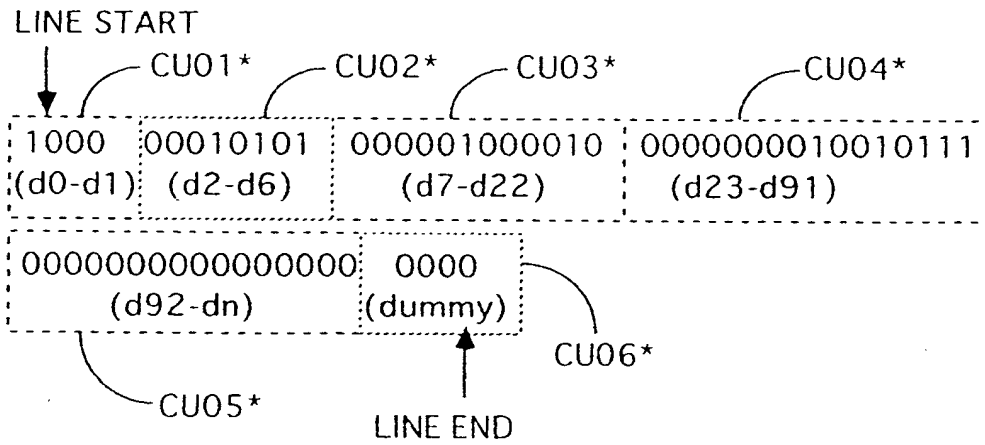 LINE START
CU01* CU02* CU03* CU04*
1000 00010101 000001000010 0000000010010111
(d0-d1) (d2-d6) (d7-d22) (d23-d91)
0000000000000000 0000
(d92-dn) (dummy)
CU06*
CU05*
LINE END